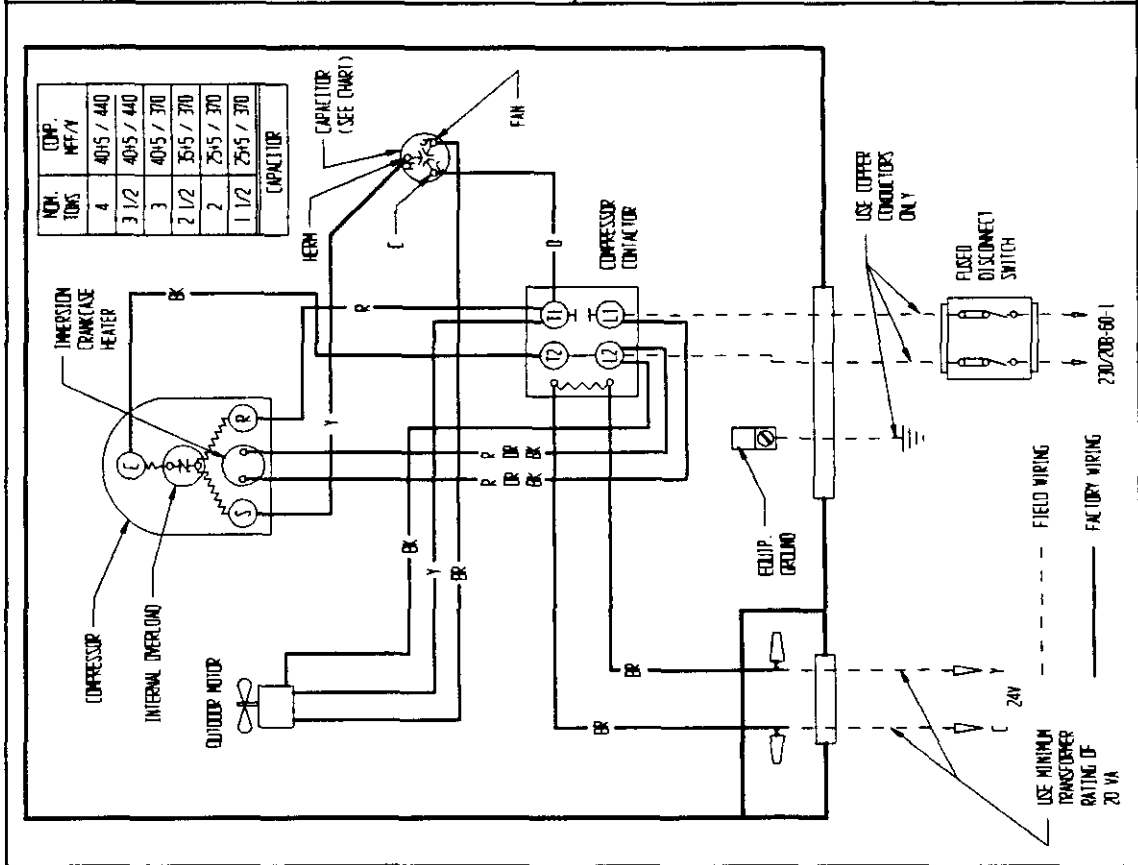 NOM. TONS COMP. MFF/V
4 40+5 / 440
3 1/2 40+5 / 440
3 40+5 / 370
2 1/2 35+5 / 370
2 25+5 / 370
1 1/2 25+5 / 370
CAPACITOR
CAPACITOR
(SEE CHART)
FAN
HERM
C
IMMERSION
CRANKCASE
HEATER
COMPRESSOR
INTERNAL OVERLOAD
C
R
S
BK
R
Y
O
R OR BK
R OR BK
OUTDOOR MOTOR
BK
Y
BR
COMPRESSOR
CONTACTOR
T1
T2
L1
L2
BR
BR
EQUIP.
GROUND
USE COPPER
CONDUCTORS
ONLY
FUSED
DISCONNECT
SWITCH
230/208-60-1
C
Y
24V
USE MINIMUM
TRANSFORMER
RATING OF
20 VA
FIELD WIRING
FACTORY WIRING